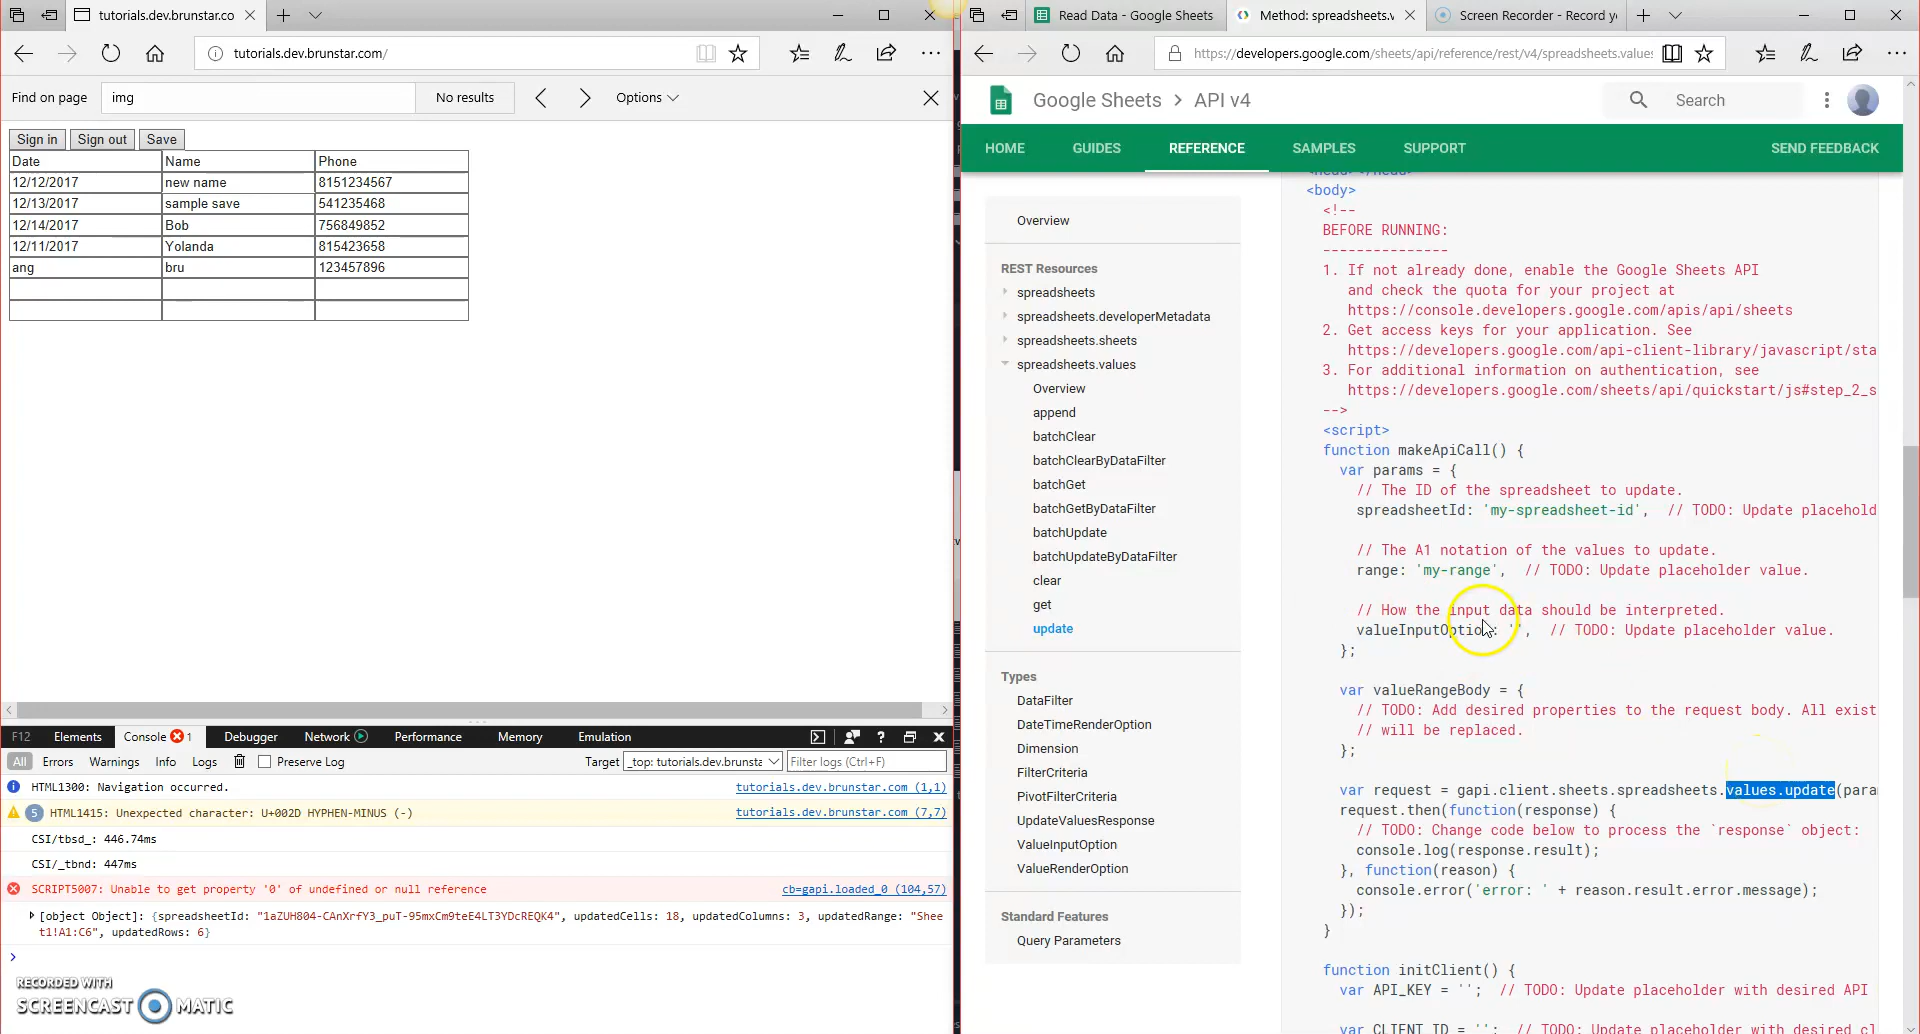 tutorials.dev.brunstar.co
tutorials.dev.brunstar.com/
Find on page
img
No results
Options
Sign in
Sign out
Save
Date Name Phone
12/12/2017 new name 8151234567
12/13/2017 sample save 541235468
12/14/2017 Bob 756849852
12/11/2017 Yolanda 815423658
ang bru 123457896
F12 Elements Console 1 Debugger Network Performance Memory Emulation
All Errors Warnings Info Logs Preserve Log Target _top: tutorials.dev.brunsta Filter logs (Ctrl+F)
HTML1300: Navigation occurred. tutorials.dev.brunstar.com (1,1)
5 HTML1415: Unexpected character: U+002D HYPHEN-MINUS (-) tutorials.dev.brunstar.com (7,7)
CSI/tbsd_: 446.74ms
CSI/_tbnd: 447ms
SCRIPT5007: Unable to get property '0' of undefined or null reference cb=gapi.loaded_0 (104,57)
[object Object]: {spreadsheetId: "1aZUH804-CAnXrfY3_puT-95mxCm9teE4LT3YDcREQK4", updatedCells: 18, updatedColumns: 3, updatedRange: "Shee
t1!A1:C6", updatedRows: 6}
RECORDED WITH
SCREENCAST MATIC
Read Data - Google Sheets
Method: spreadsheets.v
Screen Recorder - Record y
https://developers.google.com/sheets/api/reference/rest/v4/spreadsheets.values
Google Sheets > API v4
Search
HOME GUIDES REFERENCE SAMPLES SUPPORT SEND FEEDBACK
Overview
REST Resources
spreadsheets
spreadsheets.developerMetadata
spreadsheets.sheets
spreadsheets.values
Overview
append
batchClear
batchClearByDataFilter
batchGet
batchGetByDataFilter
batchUpdate
batchUpdateByDataFilter
clear
get
update
Types
DataFilter
DateTimeRenderOption
Dimension
FilterCriteria
PivotFilterCriteria
UpdateValuesResponse
ValueInputOption
ValueRenderOption
Standard Features
Query Parameters
<body>
<!--
BEFORE RUNNING:
---------------
1. If not already done, enable the Google Sheets API
and check the quota for your project at
https://console.developers.google.com/apis/api/sheets
2. Get access keys for your application. See
https://developers.google.com/api-client-library/javascript/sta
3. For additional information on authentication, see
https://developers.google.com/sheets/api/quickstart/js#step_2_s
-->
<script>
function makeApiCall() {
var params = {
// The ID of the spreadsheet to update.
spreadsheetId: 'my-spreadsheet-id', // TODO: Update placehold
// The A1 notation of the values to update.
range: 'my-range', // TODO: Update placeholder value.
// How the input data should be interpreted.
valueInputOption: '', // TODO: Update placeholder value.
};
var valueRangeBody = {
// TODO: Add desired properties to the request body. All exist
// will be replaced.
};
var request = gapi.client.sheets.spreadsheets.values.update(para
request.then(function(response) {
// TODO: Change code below to process the `response` object:
console.log(response.result);
}, function(reason) {
console.error('error: ' + reason.result.error.message);
});
}
function initClient() {
var API_KEY = ''; // TODO: Update placeholder with desired API
var CLIENT_ID = ''; // TODO: Update placeholder with desired cl